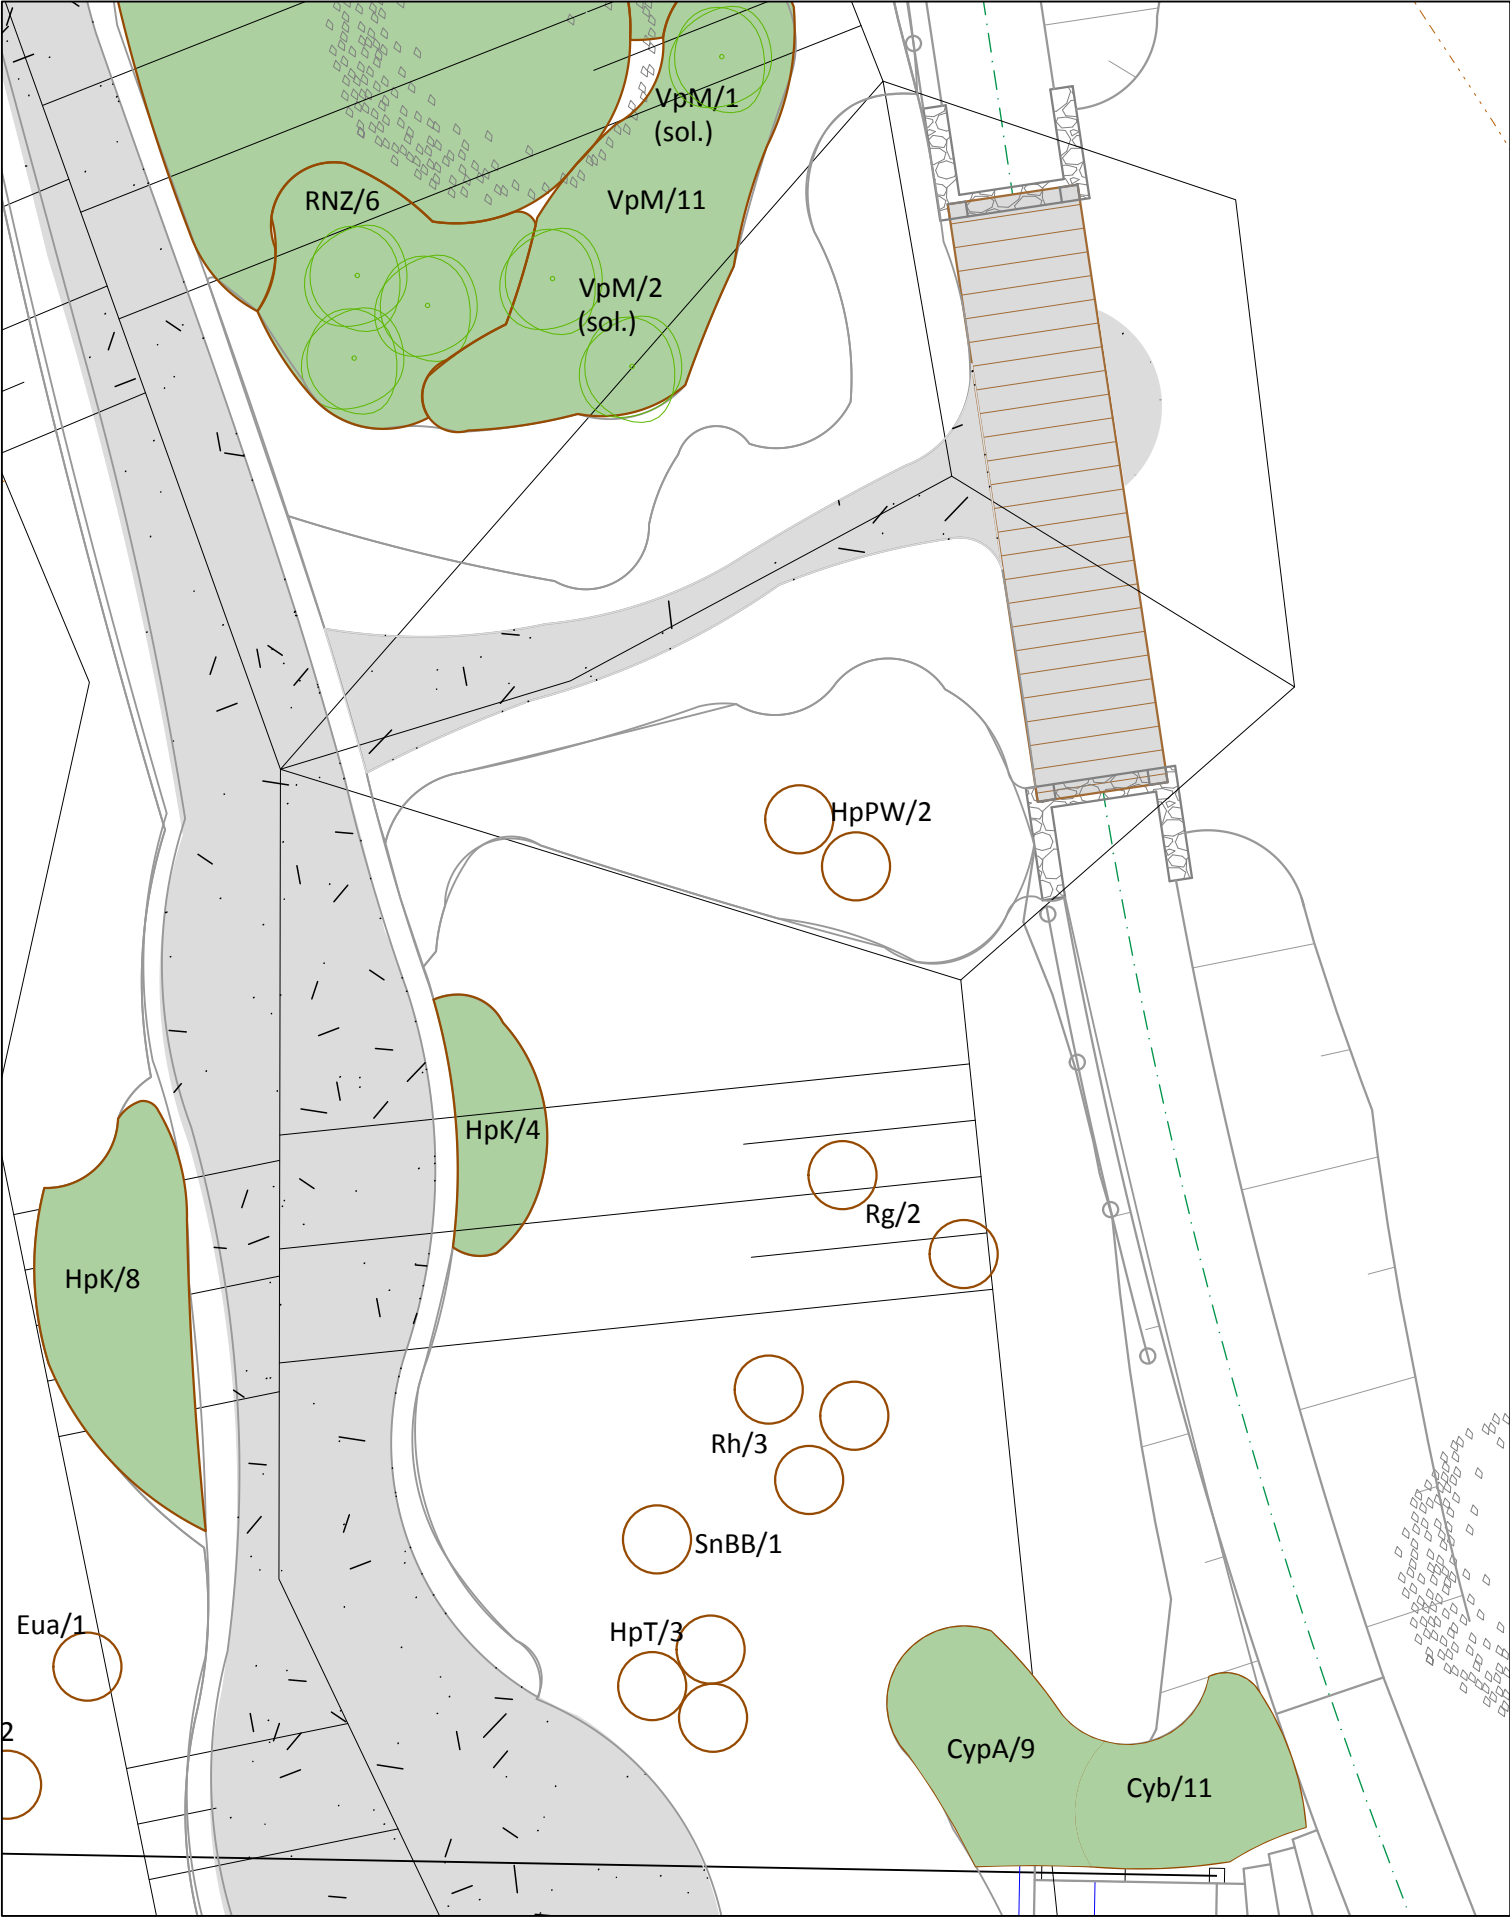 VpM/1
(sol.)
RNZ/6
VpM/11
VpM/2
(sol.)
HpPW/2
HpK/4
Rg/2
HpK/8
Rh/3
SnBB/1
Eua/1
HpT/3
2
CypA/9
Cyb/11